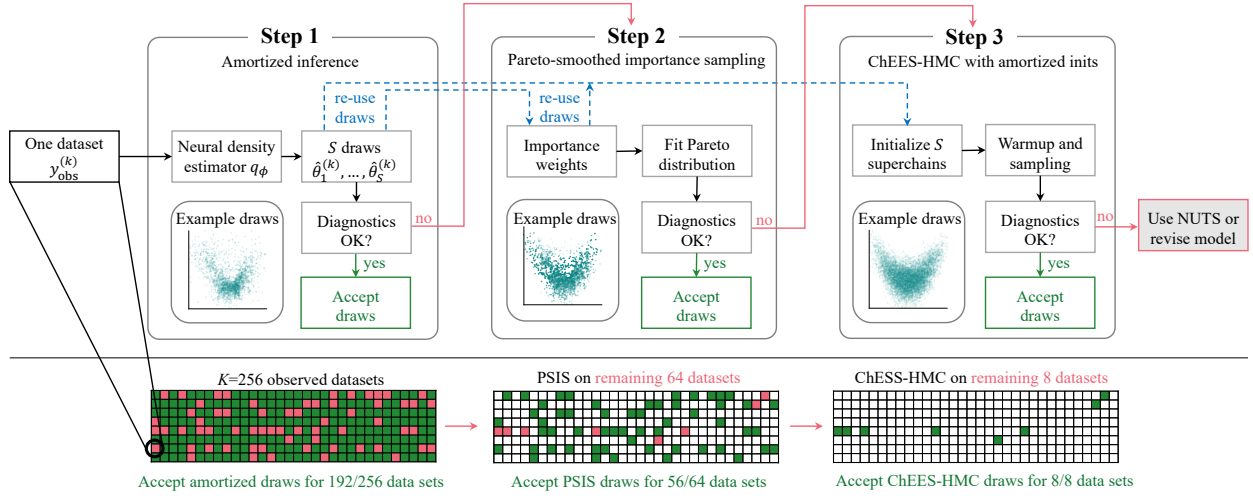 Step 1
Amortized inference
re-use
draws
One dataset
y_obs^(k)
Neural density
estimator q_ϕ
S draws
θ̂_1^(k), ..., θ̂_S^(k)
Example draws
Diagnostics
OK?
no
yes
Accept
draws
Step 2
Pareto-smoothed importance sampling
re-use
draws
Importance
weights
Fit Pareto
distribution
Example draws
Diagnostics
OK?
no
yes
Accept
draws
Step 3
ChEES-HMC with amortized inits
Initialize S
superchains
Warmup and
sampling
Example draws
Diagnostics
OK?
no
yes
Accept
draws
Use NUTS or
revise model
K=256 observed datasets
Accept amortized draws for 192/256 data sets
PSIS on remaining 64 datasets
Accept PSIS draws for 56/64 data sets
ChESS-HMC on remaining 8 datasets
Accept ChEES-HMC draws for 8/8 data sets